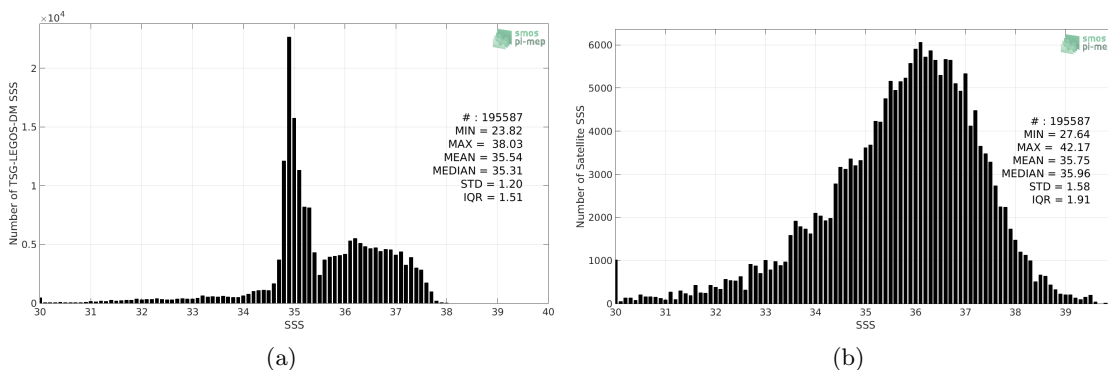 ×10⁴
smos
pi-mep
Number of TSG-LEGOS-DM SSS
2
1.5
1
0.5
0
# : 195587
MIN = 23.82
MAX = 38.03
MEAN = 35.54
MEDIAN = 35.31
STD = 1.20
IQR = 1.51
30 31 32 33 34 35 36 37 38 39 40
SSS
(a)
smos
pi-mep
Number of Satellite SSS
6000
5000
4000
3000
2000
1000
0
# : 195587
MIN = 27.64
MAX = 42.17
MEAN = 35.75
MEDIAN = 35.96
STD = 1.58
IQR = 1.91
30 31 32 33 34 35 36 37 38 39
SSS
(b)